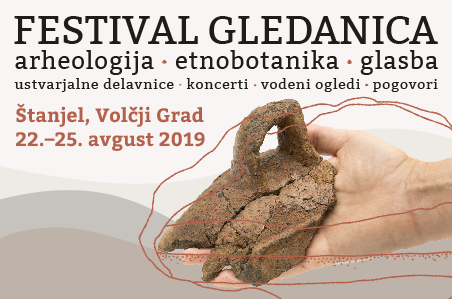 FESTIVAL GLEDANICA
arheologija · etnobotanika · glasba
ustvarjalne delavnice · koncerti · vodeni ogledi · pogovori
Štanjel, Volčji Grad
22.–25. avgust 2019